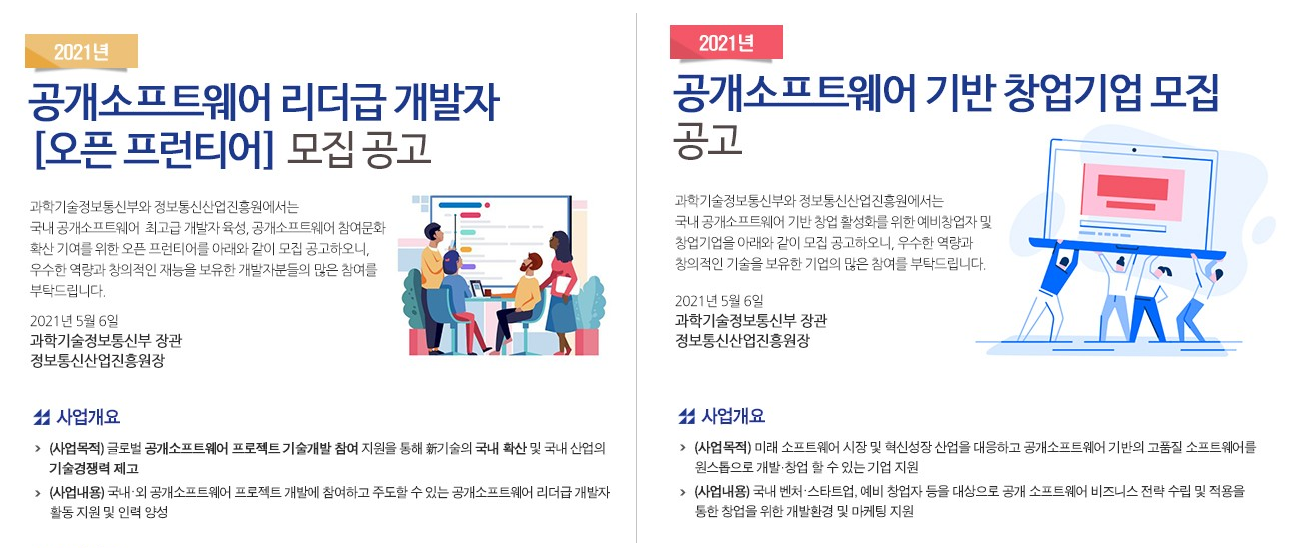 2021년
공개소프트웨어 리더급 개발자
[오픈 프런티어] 모집 공고
과학기술정보통신부와 정보통신산업진흥원에서는
국내 공개소프트웨어 최고급 개발자 육성, 공개소프트웨어 참여문화
확산 기여를 위한 오픈 프런티어를 아래와 같이 모집 공고하오니,
우수한 역량과 창의적인 재능을 보유한 개발자분들의 많은 참여를
부탁드립니다.
2021년 5월 6일
과학기술정보통신부 장관
정보통신산업진흥원장
사업개요
› (사업목적) 글로벌 공개소프트웨어 프로젝트 기술개발 참여 지원을 통해 新기술의 국내 확산 및 국내 산업의
기술경쟁력 제고
› (사업내용) 국내·외 공개소프트웨어 프로젝트 개발에 참여하고 주도할 수 있는 공개소프트웨어 리더급 개발자
활동 지원 및 인력 양성
2021년
공개소프트웨어 기반 창업기업 모집
공고
과학기술정보통신부와 정보통신산업진흥원에서는
국내 공개소프트웨어 기반 창업 활성화를 위한 예비창업자 및
창업기업을 아래와 같이 모집 공고하오니, 우수한 역량과
창의적인 기술을 보유한 기업의 많은 참여를 부탁드립니다.
2021년 5월 6일
과학기술정보통신부 장관
정보통신산업진흥원장
사업개요
› (사업목적) 미래 소프트웨어 시장 및 혁신성장 산업을 대응하고 공개소프트웨어 기반의 고품질 소프트웨어를
원스톱으로 개발·창업 할 수 있는 기업 지원
› (사업내용) 국내 벤처·스타트업, 예비 창업자 등을 대상으로 공개 소프트웨어 비즈니스 전략 수립 및 적용을
통한 창업을 위한 개발환경 및 마케팅 지원